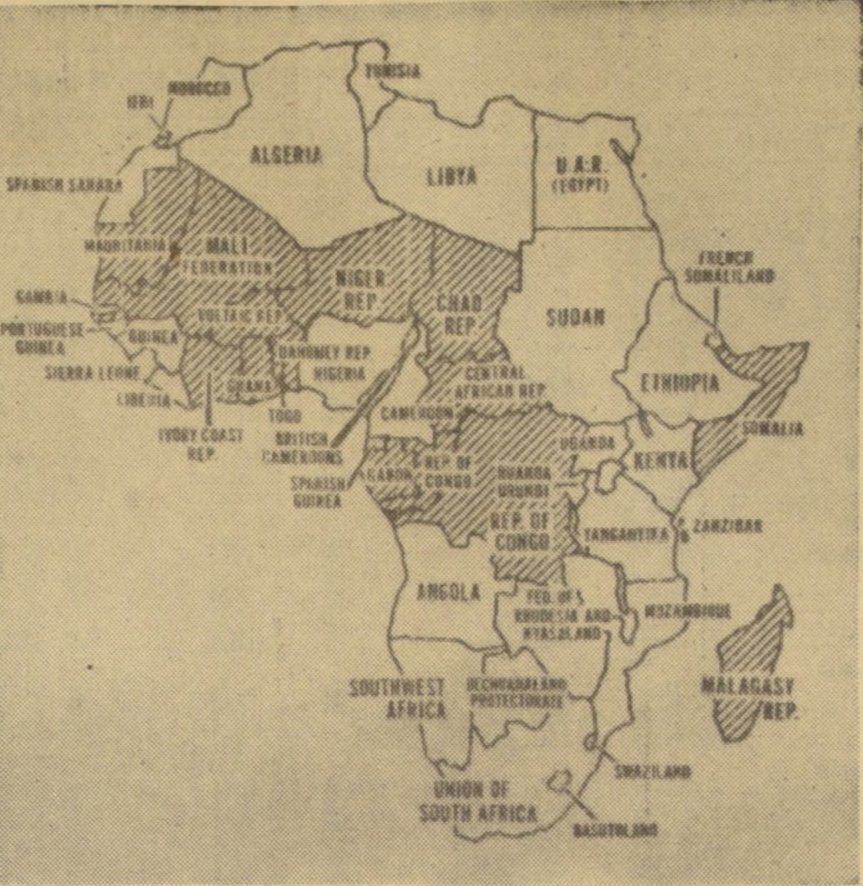 TUNISIA
MOROCCO
IFNI
ALGERIA
LIBYA
U.A.R.
(EGYPT)
SPANISH SAHARA
MAURITANIA
MALI
FEDERATION
NIGER
REP.
CHAD
REP.
SUDAN
FRENCH
SOMALILAND
GAMBIA
VOLTAIC REP.
PORTUGUESE
GUINEA
GUINEA
DAHOMEY REP.
NIGERIA
CENTRAL
AFRICAN REP.
ETHIOPIA
SIERRA LEONE
GHANA
LIBERIA
TOGO
CAMEROON
IVORY COAST
REP.
BRITISH
CAMEROONS
UGANDA
KENYA
SOMALIA
SPANISH
GUINEA
GABON
REP. OF
CONGO
RUANDA
URUNDI
REP. OF
CONGO
TANGANYIKA
ZANZIBAR
ANGOLA
FED. OF
RHODESIA AND
NYASALAND
MOZAMBIQUE
SOUTHWEST
AFRICA
BECHUANALAND
PROTECTORATE
MALAGASY
REP.
SWAZILAND
UNION OF
SOUTH AFRICA
BASUTOLAND